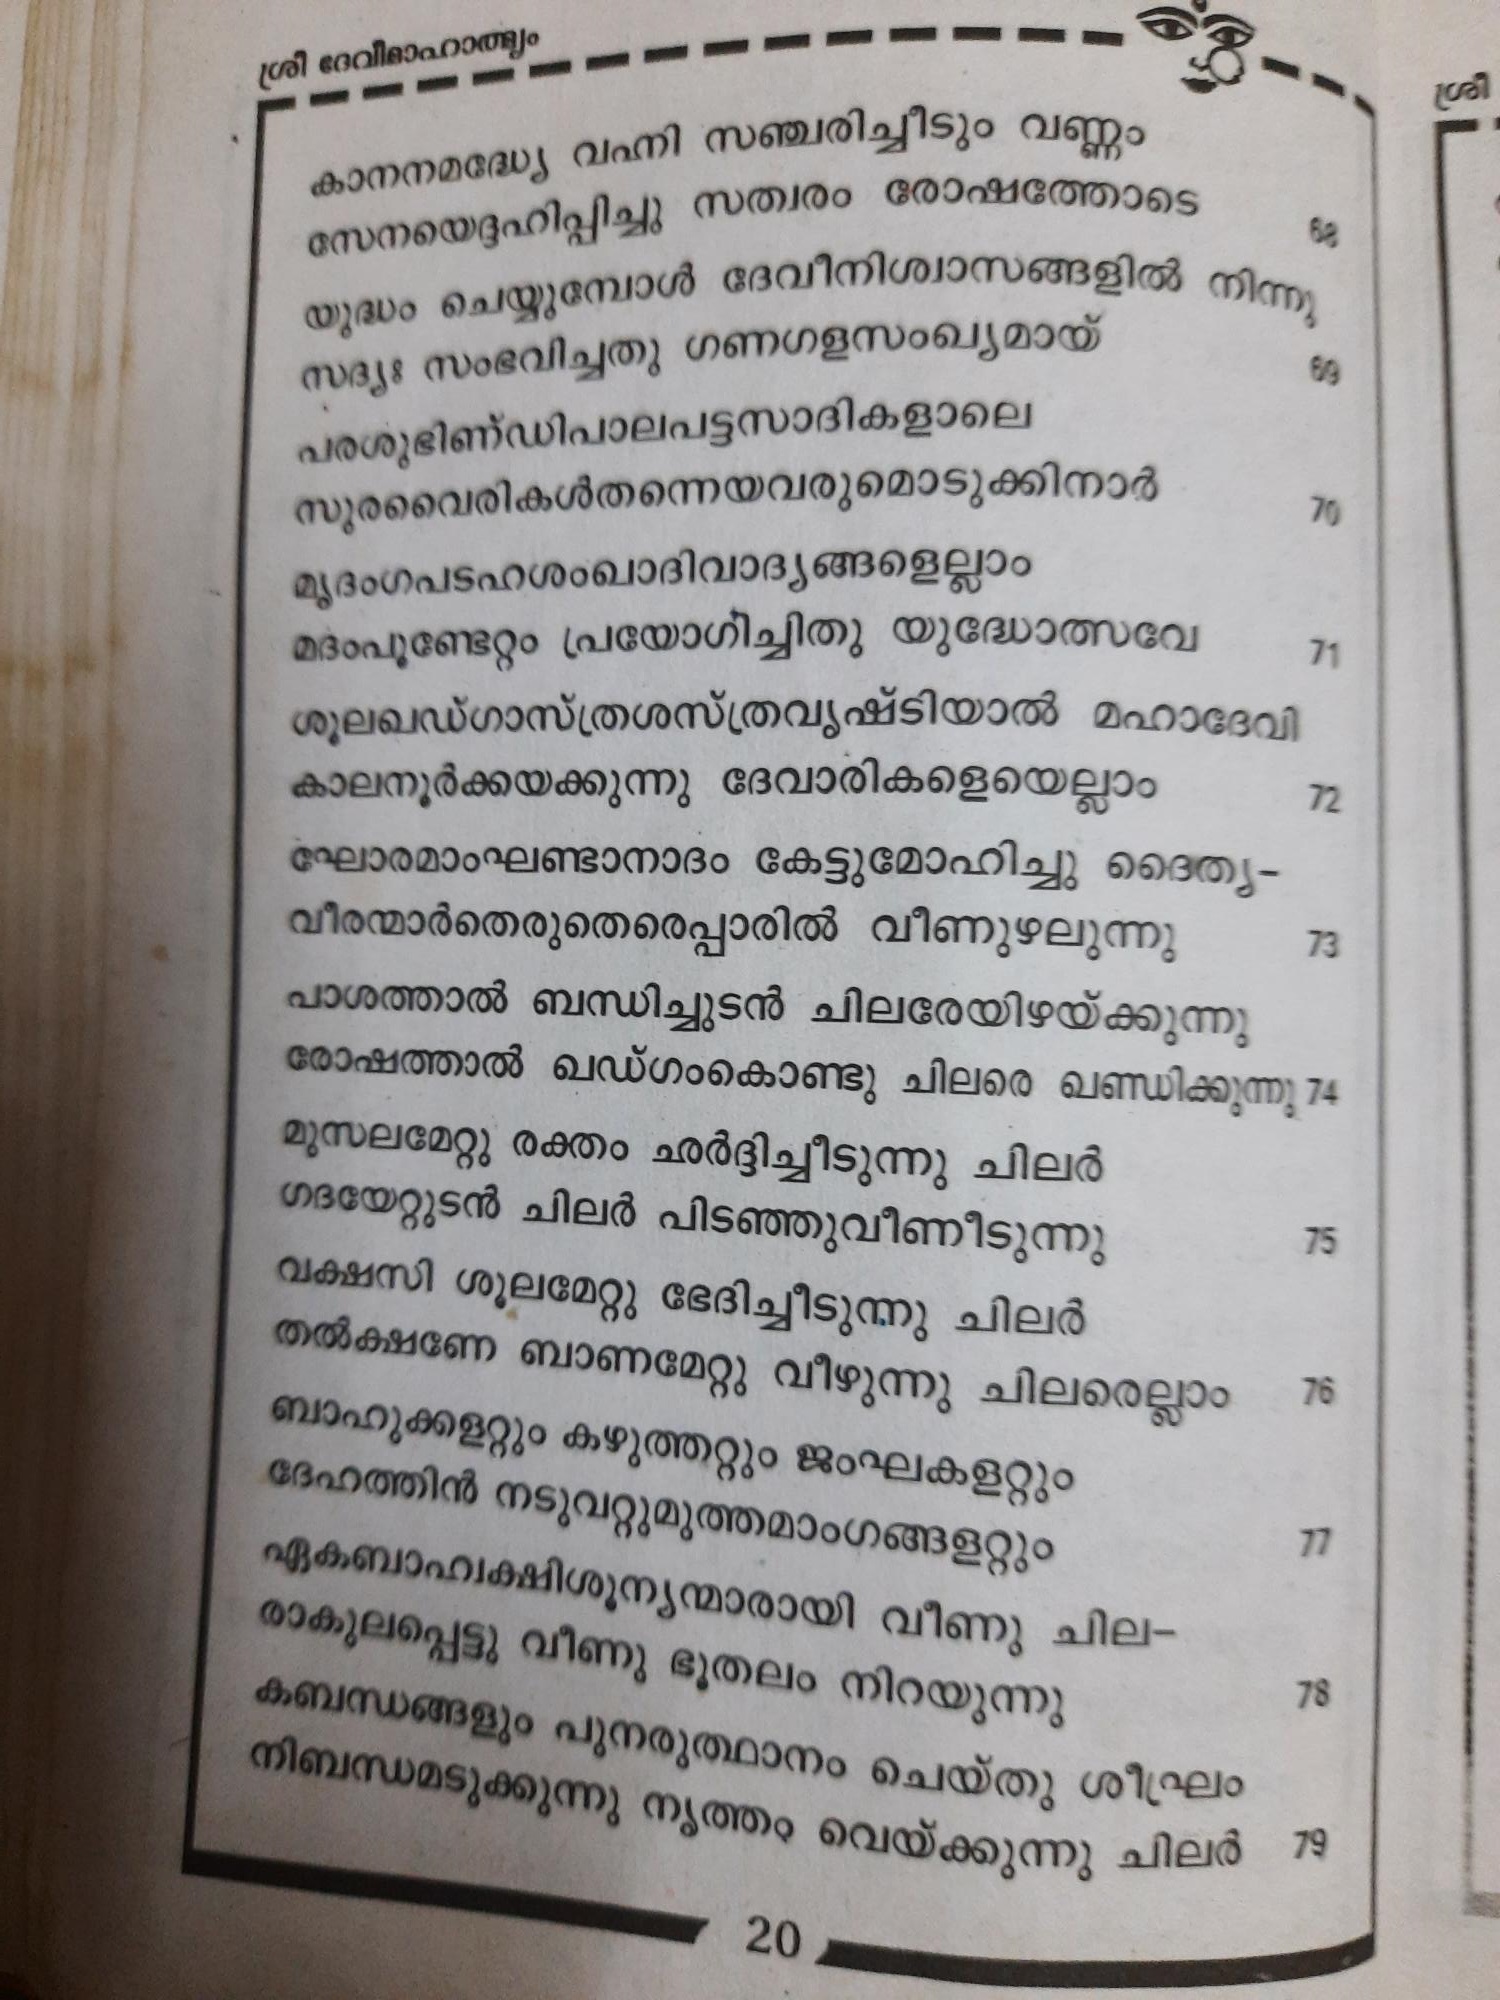 ശ്രീ ദേവീമാഹാത്മ്യം
കാനനമദ്ധ്യേ വഹ്നി സഞ്ചരിച്ചീടും വണ്ണം
സേനയെദ്ദഹിപ്പിച്ചു സത്വരം രോഷത്തോടെ 68
യുദ്ധം ചെയ്യുമ്പോൾ ദേവീനിശ്വാസങ്ങളിൽ നിന്നു
സദ്യഃ സംഭവിച്ചതു ഗണഗളസംഖ്യമായ് 69
പരശുഭിണ്ഡിപാലപട്ടസാദികളാലെ
സുരവൈരികൾതന്നെയവരുമൊടുക്കിനാർ 70
മൃദംഗപടഹശംഖാദിവാദ്യങ്ങളെല്ലാം
മദംപൂണ്ടേറ്റം പ്രയോഗിച്ചിതു യുദ്ധോത്സവേ 71
ശൂലഖഡ്ഗാസ്ത്രശസ്ത്രവൃഷ്ടിയാൽ മഹാദേവി
കാലനൂർക്കയക്കുന്നു ദേവാരികളെയെല്ലാം 72
ഘോരമാംഘണ്ടാനാദം കേട്ടുമോഹിച്ചു ദൈത്യ-
വീരന്മാർതെരുതെരെപ്പാരിൽ വീണുഴലുന്നു 73
പാശത്താൽ ബന്ധിച്ചുടൻ ചിലരേയിഴയ്ക്കുന്നു
രോഷത്താൽ ഖഡ്ഗംകൊണ്ടു ചിലരെ ഖണ്ഡിക്കുന്നു 74
മുസലമേറ്റു രക്തം ഛർദ്ദിച്ചീടുന്നു ചിലർ
ഗദയേറ്റുടൻ ചിലർ പിടഞ്ഞുവീണീടുന്നു 75
വക്ഷസി ശൂലമേറ്റു ഭേദിച്ചീടുന്നു ചിലർ
തൽക്ഷണേ ബാണമേറ്റു വീഴുന്നു ചിലരെല്ലാം 76
ബാഹുക്കളറ്റും കഴുത്തറ്റും ജംഘകളറ്റും
ദേഹത്തിൻ നടുവറ്റുമുത്തമാംഗങ്ങളറ്റും 77
ഏകബാഹ്വക്ഷിശൂന്യന്മാരായി വീണു ചില-
രാകുലപ്പെട്ടു വീണു ഭൂതലം നിറയുന്നു 78
കബന്ധങ്ങളും പുനരുത്ഥാനം ചെയ്തു ശീഘ്രം
നിബന്ധമടുക്കുന്നു നൃത്തം വെയ്ക്കുന്നു ചിലർ 79
20
ശ്രീ